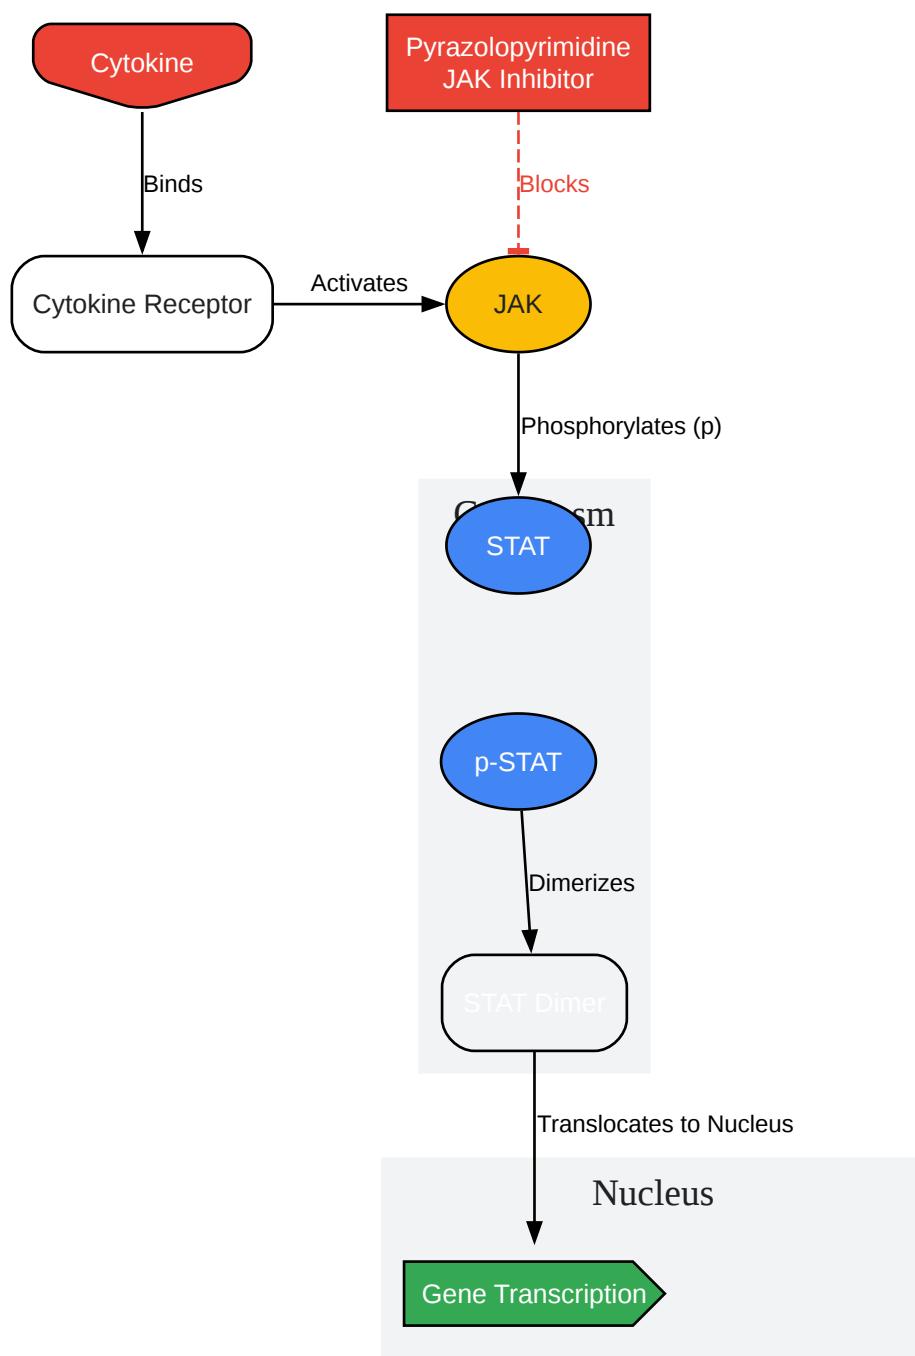 Cytokine
Pyrazolopyrimidine
JAK Inhibitor
Binds
Blocks
Cytokine Receptor
Activates
JAK
Phosphorylates (p)
STAT
p-STAT
Dimerizes
STAT Dimer
Translocates to Nucleus
Nucleus
Gene Transcription